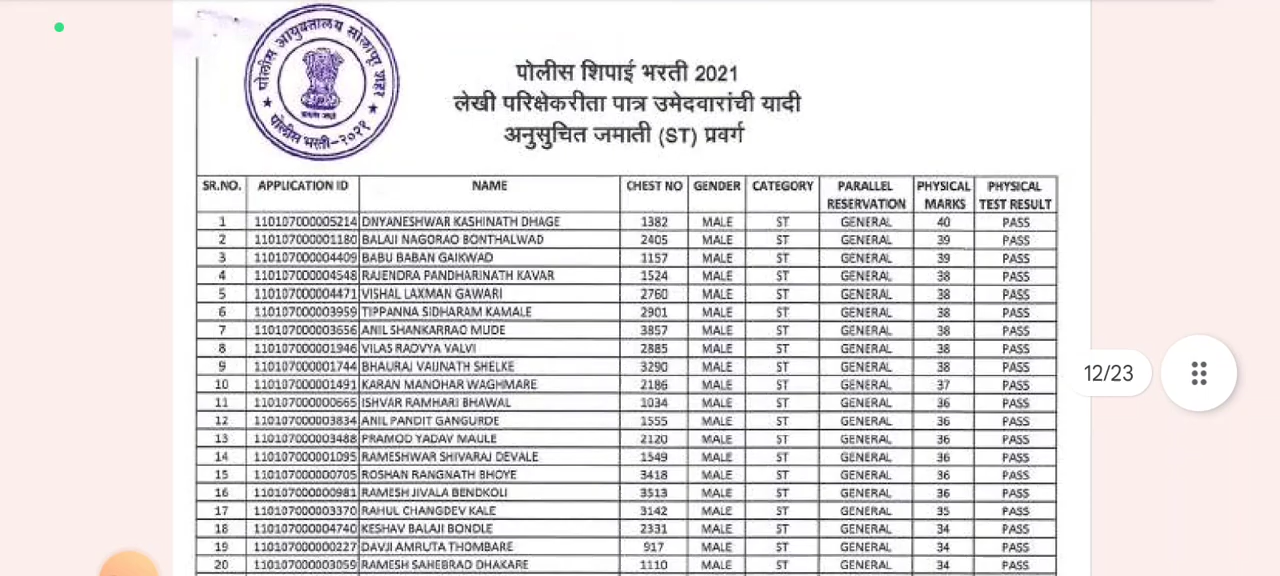 पोलीस आयुक्तालय सोलापूर शहर
पोलीस भरती-२०२१
पोलीस शिपाई भरती 2021
लेखी परिक्षेकरीता पात्र उमेदवारांची यादी
अनुसुचित जमाती (ST) प्रवर्ग
SR.NO. APPLICATION ID NAME CHEST NO GENDER CATEGORY PARALLEL RESERVATION PHYSICAL MARKS PHYSICAL TEST RESULT
1 110107000005214 DNYANESHWAR KASHINATH DHAGE 1382 MALE ST GENERAL 40 PASS
2 110107000001180 BALAJI NAGORAO BONTHALWAD 2405 MALE ST GENERAL 39 PASS
3 110107000004409 BABU BABAN GAIKWAD 1157 MALE ST GENERAL 39 PASS
4 110107000004548 RAJENDRA PANDHARINATH KAVAR 1524 MALE ST GENERAL 38 PASS
5 110107000004471 VISHAL LAXMAN GAWARI 2760 MALE ST GENERAL 38 PASS
6 110107000003959 TIPPANNA SIDHARAM KAMALE 2901 MALE ST GENERAL 38 PASS
7 110107000003656 ANIL SHANKARRAO MUDE 3857 MALE ST GENERAL 38 PASS
8 110107000001946 VILAS RADVYA VALVI 2885 MALE ST GENERAL 38 PASS
9 110107000001744 BHAURAJ VAIJNATH SHELKE 3290 MALE ST GENERAL 38 PASS
10 110107000001491 KARAN MANOHAR WAGHMARE 2186 MALE ST GENERAL 37 PASS
11 110107000000665 ISHVAR RAMHARI BHAWAL 1034 MALE ST GENERAL 36 PASS
12 110107000003834 ANIL PANDIT GANGURDE 1555 MALE ST GENERAL 36 PASS
13 110107000003488 PRAMOD YADAV MAULE 2120 MALE ST GENERAL 36 PASS
14 110107000001095 RAMESHWAR SHIVARAJ DEVALE 1549 MALE ST GENERAL 36 PASS
15 110107000000705 ROSHAN RANGNATH BHOYE 3418 MALE ST GENERAL 36 PASS
16 110107000000981 RAMESH JIVALA BENDKOLI 3513 MALE ST GENERAL 36 PASS
17 110107000003370 RAHUL CHANGDEV KALE 3142 MALE ST GENERAL 35 PASS
18 110107000004740 KESHAV BALAJI BONDLE 2331 MALE ST GENERAL 34 PASS
19 110107000000227 DAVJI AMRUTA THOMBARE 917 MALE ST GENERAL 34 PASS
20 110107000003059 RAMESH SAHEBRAO DHAKARE 1110 MALE ST GENERAL 34 PASS
12/23